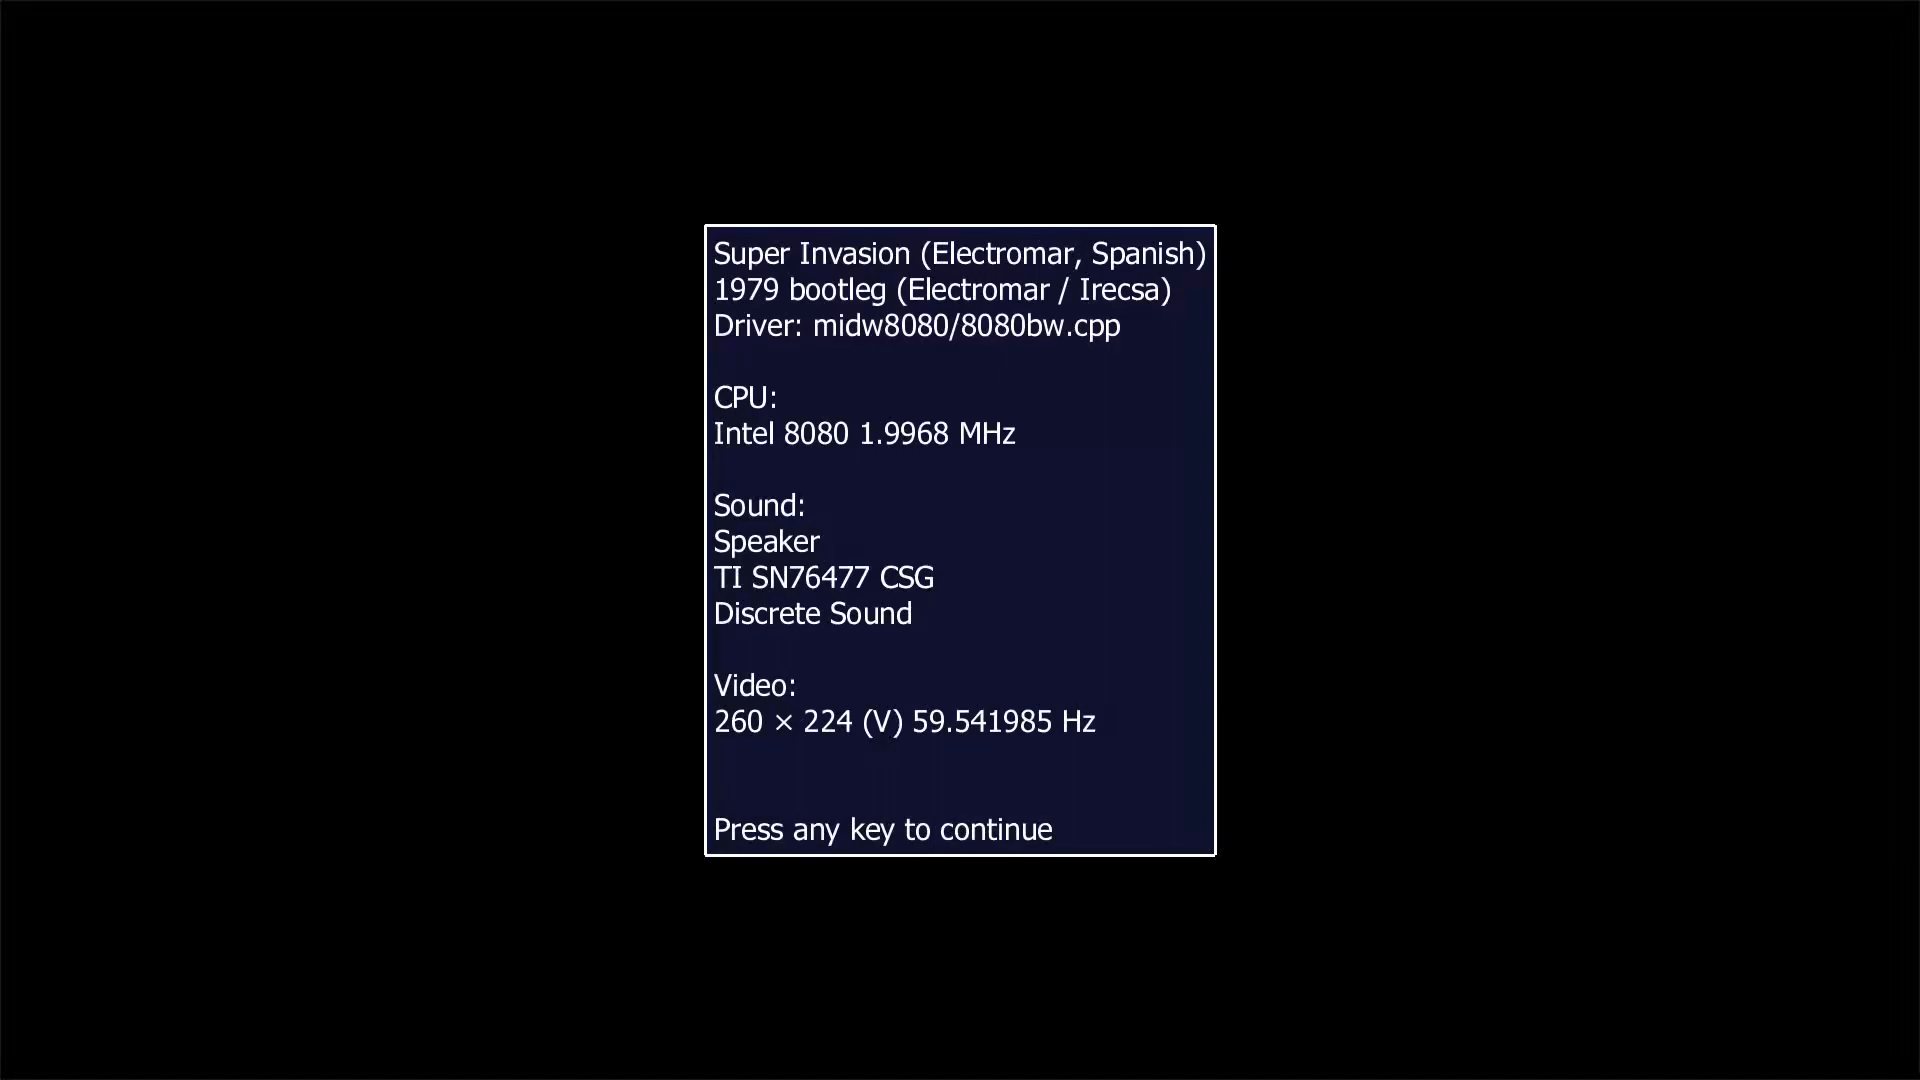 Super Invasion (Electromar, Spanish)
1979 bootleg (Electromar / Irecsa)
Driver: midw8080/8080bw.cpp
CPU:
Intel 8080 1.9968 MHz
Sound:
Speaker
TI SN76477 CSG
Discrete Sound
Video:
260 × 224 (V) 59.541985 Hz
Press any key to continue